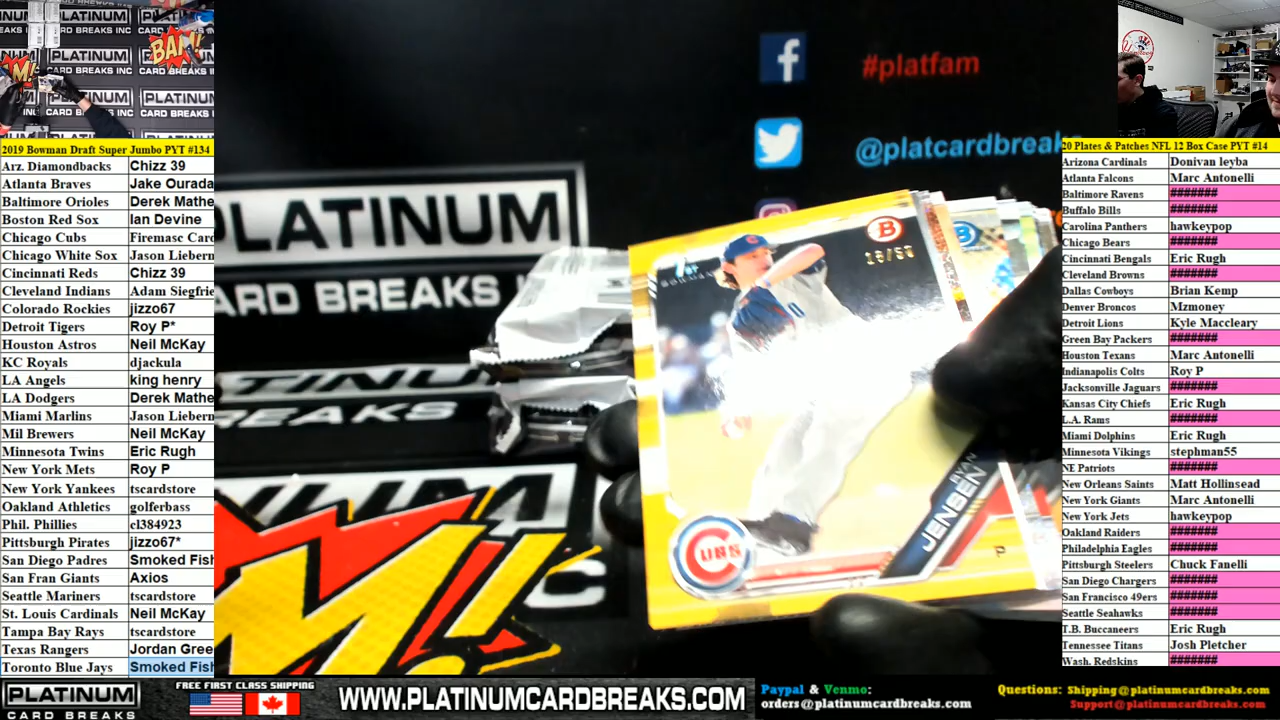 PLATINUM
CARD BREAKS INC
BAM!
PLATINUM
CARD BREAKS INC
2019 Bowman Draft Super Jumbo PYT #134
Arz. Diamondbacks Chizz 39
Atlanta Braves Jake Ourada
Baltimore Orioles Derek Mathe
Boston Red Sox Ian Devine
Chicago Cubs Firemasc Card
Chicago White Sox Jason Liebern
Cincinnati Reds Chizz 39
Cleveland Indians Adam Siegfrie
Colorado Rockies jizzo67
Detroit Tigers Roy P*
Houston Astros Neil McKay
KC Royals djackula
LA Angels king henry
LA Dodgers Derek Mathe
Miami Marlins Jason Liebern
Mil Brewers Neil McKay
Minnesota Twins Eric Rugh
New York Mets Roy P
New York Yankees tscardstore
Oakland Athletics golferbass
Phil. Phillies cl384923
Pittsburgh Pirates jizzo67*
San Diego Padres Smoked Fish
San Fran Giants Axios
Seattle Mariners tscardstore
St. Louis Cardinals Neil McKay
Tampa Bay Rays tscardstore
Texas Rangers Jordan Gree
Toronto Blue Jays Smoked Fish
#platfam
@platcardbreaks
PLATINUM
ARD BREAKS INC
BREAKS
B
1st
BOWMAN
RYAN
JENSEN
P
CUBS
20 Plates & Patches NFL 12 Box Case PYT #14
Arizona Cardinals Donivan leyba
Atlanta Falcons Marc Antonelli
Baltimore Ravens #######
Buffalo Bills #######
Carolina Panthers hawkeypop
Chicago Bears #######
Cincinnati Bengals Eric Rugh
Cleveland Browns #######
Dallas Cowboys Brian Kemp
Denver Broncos Mzmoney
Detroit Lions Kyle Maccleary
Green Bay Packers #######
Houston Texans Marc Antonelli
Indianapolis Colts Roy P
Jacksonville Jaguars #######
Kansas City Chiefs Eric Rugh
L.A. Rams #######
Miami Dolphins Eric Rugh
Minnesota Vikings stephman55
NE Patriots #######
New Orleans Saints Matt Hollinsead
New York Giants Marc Antonelli
New York Jets hawkeypop
Oakland Raiders #######
Philadelphia Eagles #######
Pittsburgh Steelers Chuck Fanelli
San Diego Chargers #######
San Francisco 49ers #######
Seattle Seahawks #######
T.B. Buccaneers Eric Rugh
Tennessee Titans Josh Pletcher
Wash. Redskins #######
PLATINUM
CARD BREAKS
FREE FIRST CLASS SHIPPING
WWW.PLATINUMCARDBREAKS.COM
Paypal & Venmo:
orders@platinumcardbreaks.com
Questions: Shipping@platinumcardbreaks.com
Support@platinumcardbreaks.com